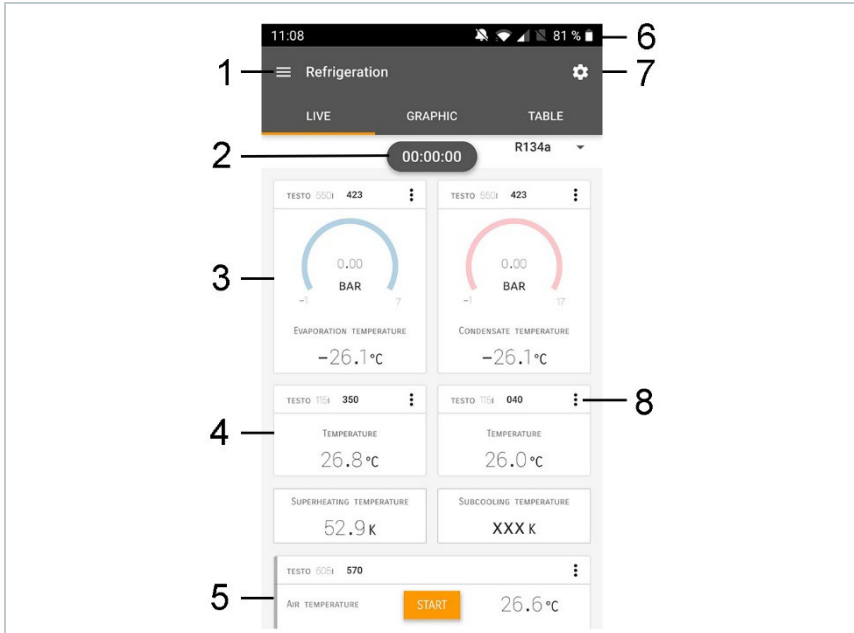 11:08 81 % 6
1 Refrigeration 7
LIVE GRAPHIC TABLE
2 00:00:00 R134a
TESTO 550I 423 TESTO 550I 423
3 0.00 0.00
BAR BAR
-1 7 -1 17
EVAPORATION TEMPERATURE CONDENSATE TEMPERATURE
-26.1 °C -26.1 °C
TESTO 115I 350 TESTO 115I 040 8
4 TEMPERATURE TEMPERATURE
26.8 °C 26.0 °C
SUPERHEATING TEMPERATURE SUBCOOLING TEMPERATURE
52.9 K XXX K
TESTO 605I 570
5 AIR TEMPERATURE START 26.6 °C